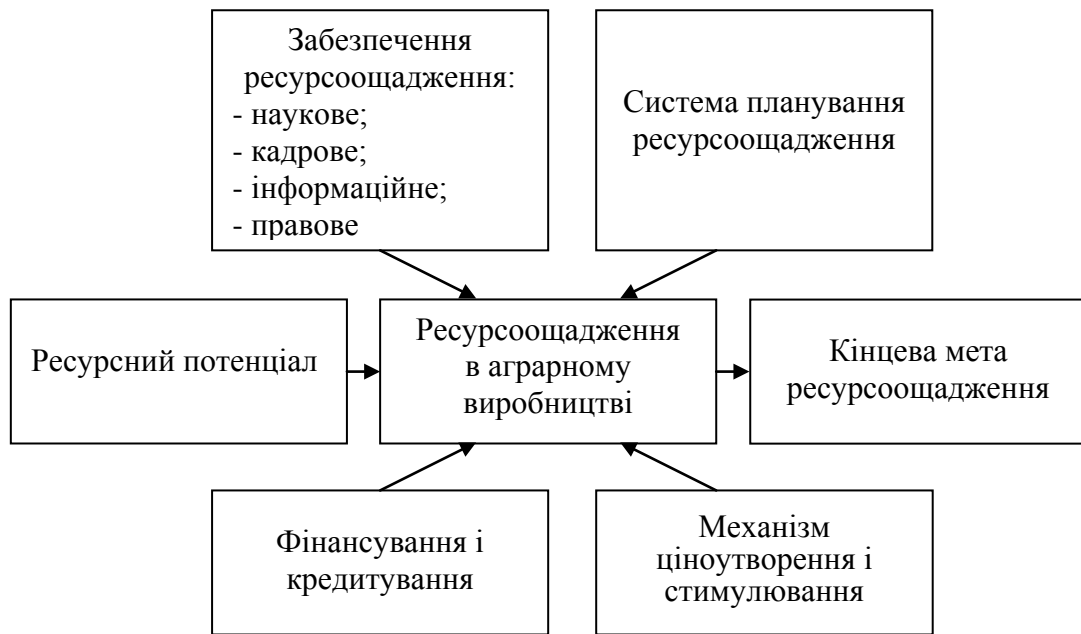 Забезпечення
ресурсоощадження:
- наукове;
- кадрове;
- інформаційне;
- правове
Система планування
ресурсоощадження
Ресурсний потенціал
Ресурсоощадження
в аграрному
виробництві
Кінцева мета
ресурсоощадження
Фінансування і
кредитування
Механізм
ціноутворення і
стимулювання